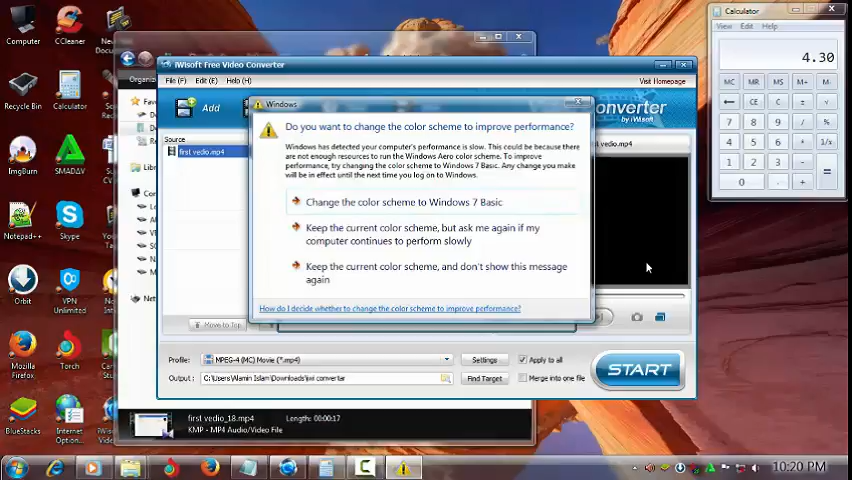 Computer
CCleaner
Recycle Bin
Calculator
ImgBurn
SMADΔV
Notepad++
Skype
Orbit
VPN
Unlimited
Mozilla
Firefox
Torch
BlueStacks
Internet
Option...
Organiz
Fav
Lib
Con
Net
iWisoft Free Video Converter
File (F)
Edit (E)
Help (H)
Visit Homepage
Add
onverter
by iWisoft
Source
first vedio.mp4
vedio.mp4
Windows
Do you want to change the color scheme to improve performance?
Windows has detected your computer's performance is slow. This could be because there
are not enough resources to run the Windows Aero color scheme. To improve
performance, try changing the color scheme to Windows 7 Basic. Any change you make
will be in effect until the next time you log on to Windows.
Change the color scheme to Windows 7 Basic
Keep the current color scheme, but ask me again if my
computer continues to perform slowly
Keep the current color scheme, and don't show this message
again
How do I decide whether to change the color scheme to improve performance?
Move to Top
Profile:
MPEG-4 (MC) Movie (*.mp4)
Settings
Apply to all
START
Output :
C:\Users\Alamin Islam\Downloads\iwi converter
Find Target
Merge into one file
first vedio_18.mp4
Length: 00:00:17
KMP - MP4 Audio/Video File
Calculator
View Edit Help
4.30
MC MR MS M+ M-
← CE C ± √
7 8 9 / %
4 5 6 * 1/x
1 2 3 - =
0 . +
10:20 PM